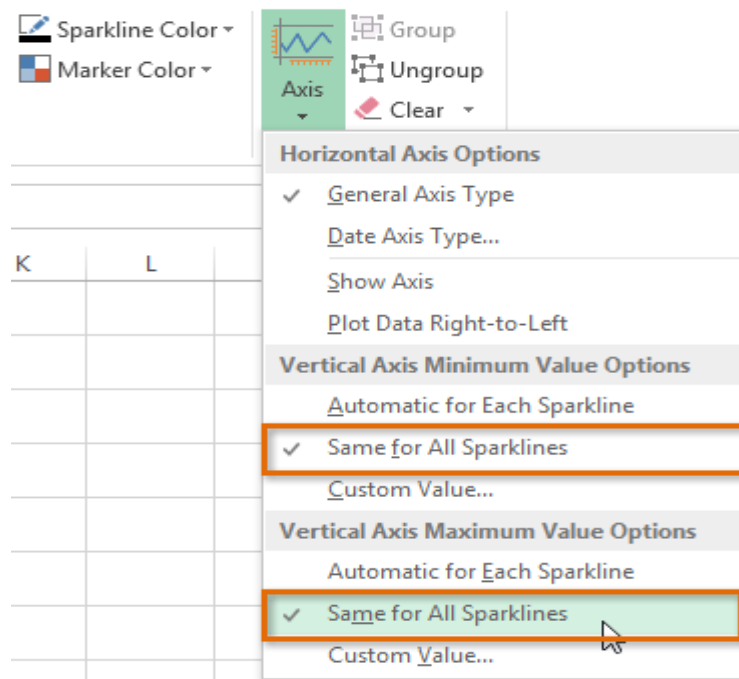 Sparkline Color
Marker Color
Axis
Group
Ungroup
Clear
Horizontal Axis Options
General Axis Type
Date Axis Type...
Show Axis
Plot Data Right-to-Left
Vertical Axis Minimum Value Options
Automatic for Each Sparkline
Same for All Sparklines
Custom Value...
Vertical Axis Maximum Value Options
Automatic for Each Sparkline
Same for All Sparklines
Custom Value...
K L